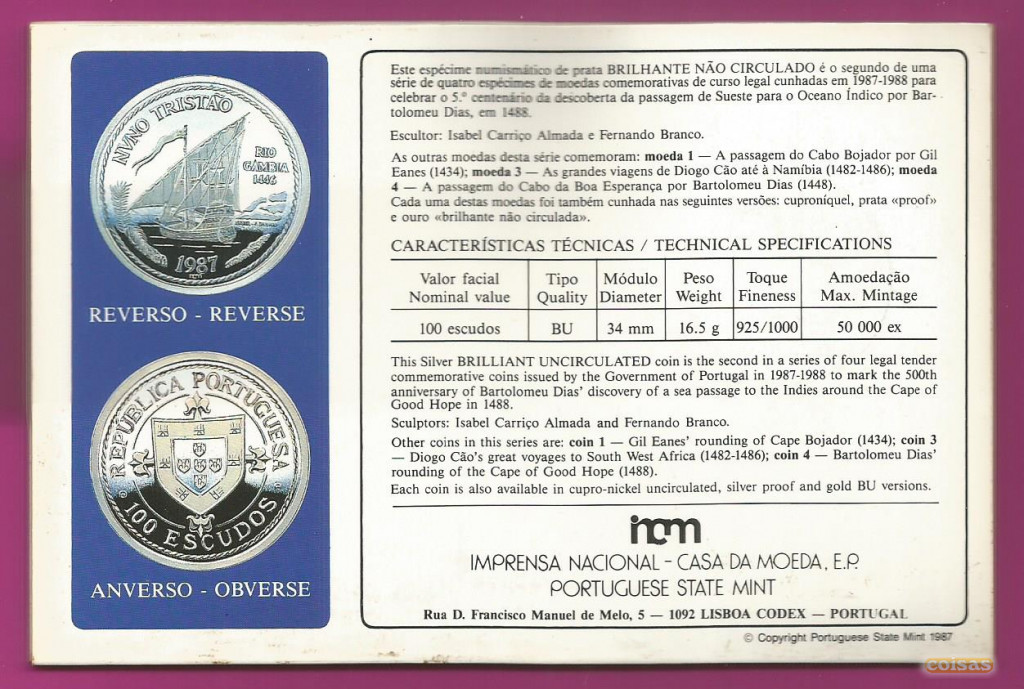 NVNO TRISTÃO
RIO
GÂMBIA
1446
1987
REVERSO - REVERSE
REPÚBLICA PORTUGUESA
100 ESCUDOS
ANVERSO - OBVERSE
Este espécime numismático de prata BRILHANTE NÃO CIRCULADO é o segundo de uma
série de quatro espécimes de moedas comemorativas de curso legal cunhadas em 1987-1988 para
celebrar o 5.º centenário da descoberta da passagem de Sueste para o Oceano Índico por Bar-
tolomeu Dias, em 1488.
Escultor: Isabel Carriço Almada e Fernando Branco.
As outras moedas desta série comemoram: moeda 1 — A passagem do Cabo Bojador por Gil
Eanes (1434); moeda 3 — As grandes viagens de Diogo Cão até à Namíbia (1482-1486); moeda
4 — A passagem do Cabo da Boa Esperança por Bartolomeu Dias (1448).
Cada uma destas moedas foi também cunhada nas seguintes versões: cuproníquel, prata «proof»
e ouro «brilhante não circulada».
CARACTERÍSTICAS TÉCNICAS / TECHNICAL SPECIFICATIONS
Valor facial Tipo Módulo Peso Toque Amoedação
Nominal value Quality Diameter Weight Fineness Max. Mintage
100 escudos BU 34 mm 16.5 g 925/1000 50 000 ex
This Silver BRILLIANT UNCIRCULATED coin is the second in a series of four legal tender
commemorative coins issued by the Government of Portugal in 1987-1988 to mark the 500th
anniversary of Bartolomeu Dias' discovery of a sea passage to the Indies around the Cape of
Good Hope in 1488.
Sculptors: Isabel Carriço Almada and Fernando Branco.
Other coins in this series are: coin 1 — Gil Eanes' rounding of Cape Bojador (1434); coin 3
— Diogo Cão's great voyages to South West Africa (1482-1486); coin 4 — Bartolomeu Dias'
rounding of the Cape of Good Hope (1488).
Each coin is also available in cupro-nickel uncirculated, silver proof and gold BU versions.
incm
IMPRENSA NACIONAL - CASA DA MOEDA, E.P.
PORTUGUESE STATE MINT
Rua D. Francisco Manuel de Melo, 5 — 1092 LISBOA CODEX — PORTUGAL
© Copyright Portuguese State Mint 1987
coisas